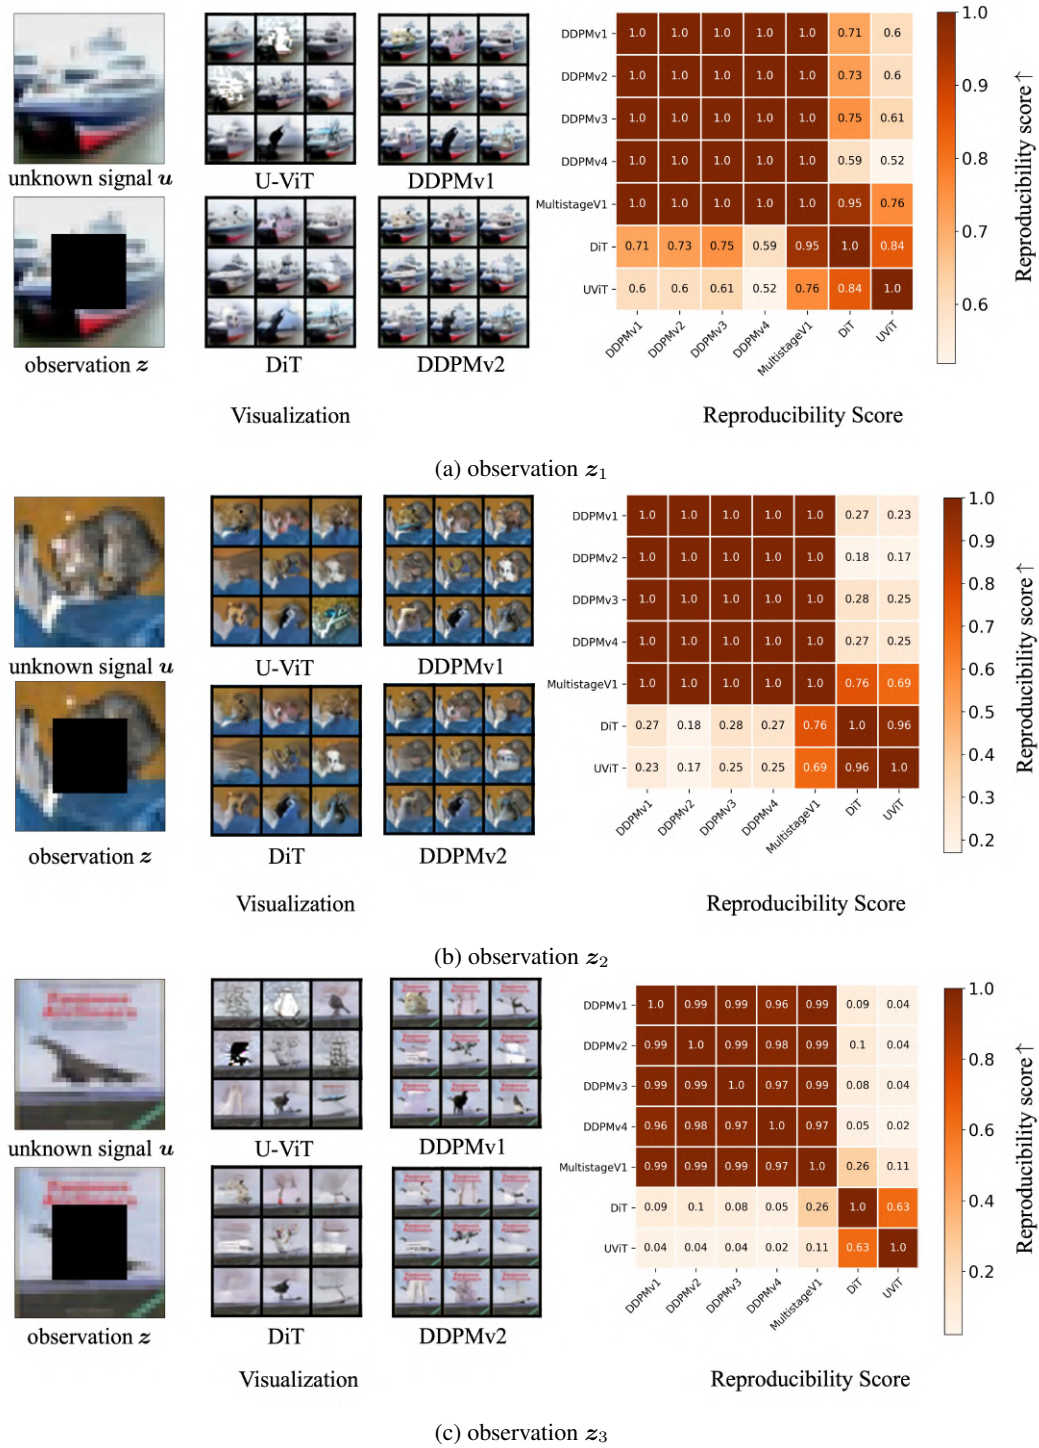 unknown signal u
observation z
U-ViT
DDPMv1
DiT
DDPMv2
Visualization
DDPMv1 1.0 1.0 1.0 1.0 1.0 0.71 0.6
DDPMv2 1.0 1.0 1.0 1.0 1.0 0.73 0.6
DDPMv3 1.0 1.0 1.0 1.0 1.0 0.75 0.61
DDPMv4 1.0 1.0 1.0 1.0 1.0 0.59 0.52
MultistageV1 1.0 1.0 1.0 1.0 1.0 0.95 0.76
DiT 0.71 0.73 0.75 0.59 0.95 1.0 0.84
UViT 0.6 0.6 0.61 0.52 0.76 0.84 1.0
DDPMv1 DDPMv2 DDPMv3 DDPMv4 MultistageV1 DiT UViT
1.0
0.9
0.8
0.7
0.6
Reproducibility score↑
Reproducibility Score
(a) observation z₁
unknown signal u
observation z
U-ViT
DDPMv1
DiT
DDPMv2
Visualization
DDPMv1 1.0 1.0 1.0 1.0 1.0 0.27 0.23
DDPMv2 1.0 1.0 1.0 1.0 1.0 0.18 0.17
DDPMv3 1.0 1.0 1.0 1.0 1.0 0.28 0.25
DDPMv4 1.0 1.0 1.0 1.0 1.0 0.27 0.25
MultistageV1 1.0 1.0 1.0 1.0 1.0 0.76 0.69
DiT 0.27 0.18 0.28 0.27 0.76 1.0 0.96
UViT 0.23 0.17 0.25 0.25 0.69 0.96 1.0
DDPMv1 DDPMv2 DDPMv3 DDPMv4 MultistageV1 DiT UViT
1.0
0.9
0.8
0.7
0.6
0.5
0.4
0.3
0.2
Reproducibility score↑
Reproducibility Score
(b) observation z₂
unknown signal u
observation z
U-ViT
DDPMv1
DiT
DDPMv2
Visualization
DDPMv1 1.0 0.99 0.99 0.96 0.99 0.09 0.04
DDPMv2 0.99 1.0 0.99 0.98 0.99 0.1 0.04
DDPMv3 0.99 0.99 1.0 0.97 0.99 0.08 0.04
DDPMv4 0.96 0.98 0.97 1.0 0.97 0.05 0.02
MultistageV1 0.99 0.99 0.99 0.97 1.0 0.26 0.11
DiT 0.09 0.1 0.08 0.05 0.26 1.0 0.63
UViT 0.04 0.04 0.04 0.02 0.11 0.63 1.0
DDPMv1 DDPMv2 DDPMv3 DDPMv4 MultistageV1 DiT UViT
1.0
0.8
0.6
0.4
0.2
Reproducibility score↑
Reproducibility Score
(c) observation z₃